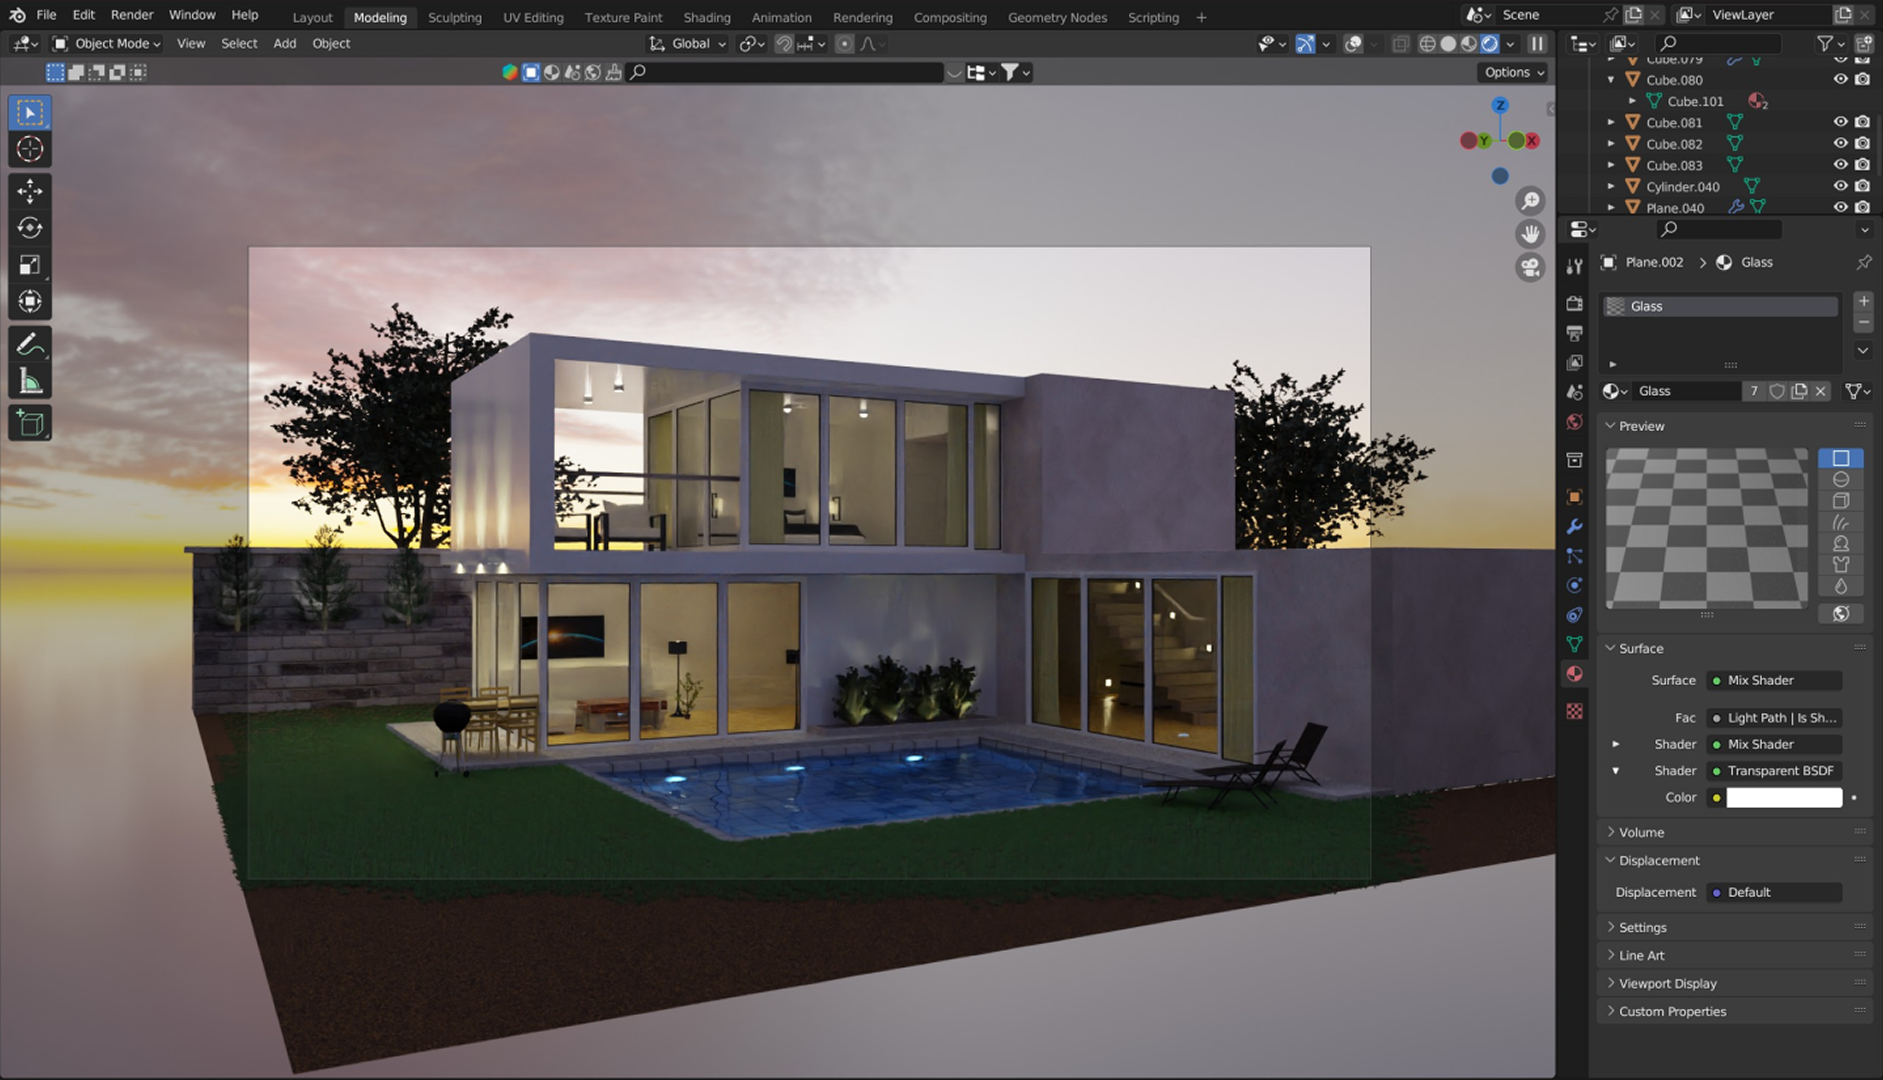 File Edit Render Window Help Layout Modeling Sculpting UV Editing Texture Paint Shading Animation Rendering Compositing Geometry Nodes Scripting + Scene ViewLayer
Object Mode View Select Add Object Global
Options
Cube.079
Cube.080
Cube.101 2
Cube.081
Cube.082
Cube.083
Cylinder.040
Plane.040
Z
Y X
Plane.002 > Glass
Glass
Glass 7
Preview
Surface
Surface Mix Shader
Fac Light Path | Is Sh...
Shader Mix Shader
Shader Transparent BSDF
Color
Volume
Displacement
Displacement Default
Settings
Line Art
Viewport Display
Custom Properties